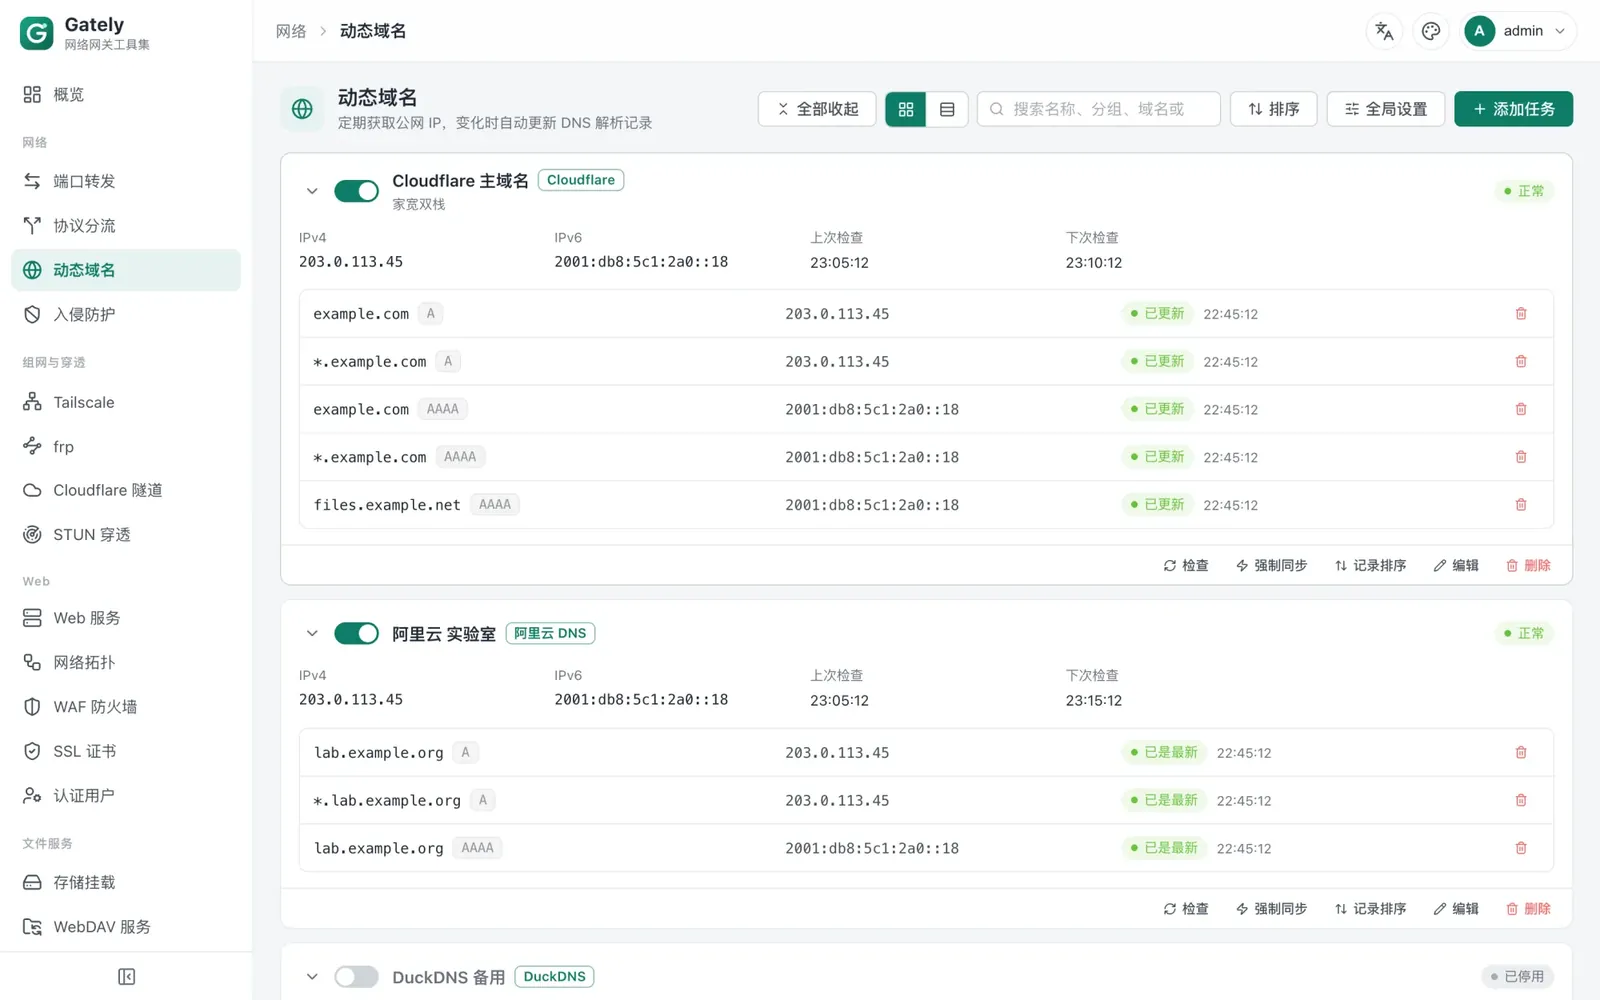 Gately
网络网关工具集
概览
网络
端口转发
协议分流
动态域名
入侵防护
组网与穿透
Tailscale
frp
Cloudflare 隧道
STUN 穿透
Web
Web 服务
网络拓扑
WAF 防火墙
SSL 证书
认证用户
文件服务
存储挂载
WebDAV 服务
网络 > 动态域名
A admin
动态域名
定期获取公网 IP，变化时自动更新 DNS 解析记录
全部收起
搜索名称、分组、域名或
排序
全局设置
+ 添加任务
Cloudflare 主域名 Cloudflare
家宽双栈
正常
IPv4 IPv6 上次检查 下次检查
203.0.113.45 2001:db8:5c1:2a0::18 23:05:12 23:10:12
example.com A 203.0.113.45 已更新 22:45:12
*.example.com A 203.0.113.45 已更新 22:45:12
example.com AAAA 2001:db8:5c1:2a0::18 已更新 22:45:12
*.example.com AAAA 2001:db8:5c1:2a0::18 已更新 22:45:12
files.example.net AAAA 2001:db8:5c1:2a0::18 已更新 22:45:12
检查 强制同步 记录排序 编辑 删除
阿里云 实验室 阿里云 DNS 正常
IPv4 IPv6 上次检查 下次检查
203.0.113.45 2001:db8:5c1:2a0::18 23:05:12 23:15:12
lab.example.org A 203.0.113.45 已是最新 22:45:12
*.lab.example.org A 203.0.113.45 已是最新 22:45:12
lab.example.org AAAA 2001:db8:5c1:2a0::18 已是最新 22:45:12
检查 强制同步 记录排序 编辑 删除
DuckDNS 备用 DuckDNS 已停用